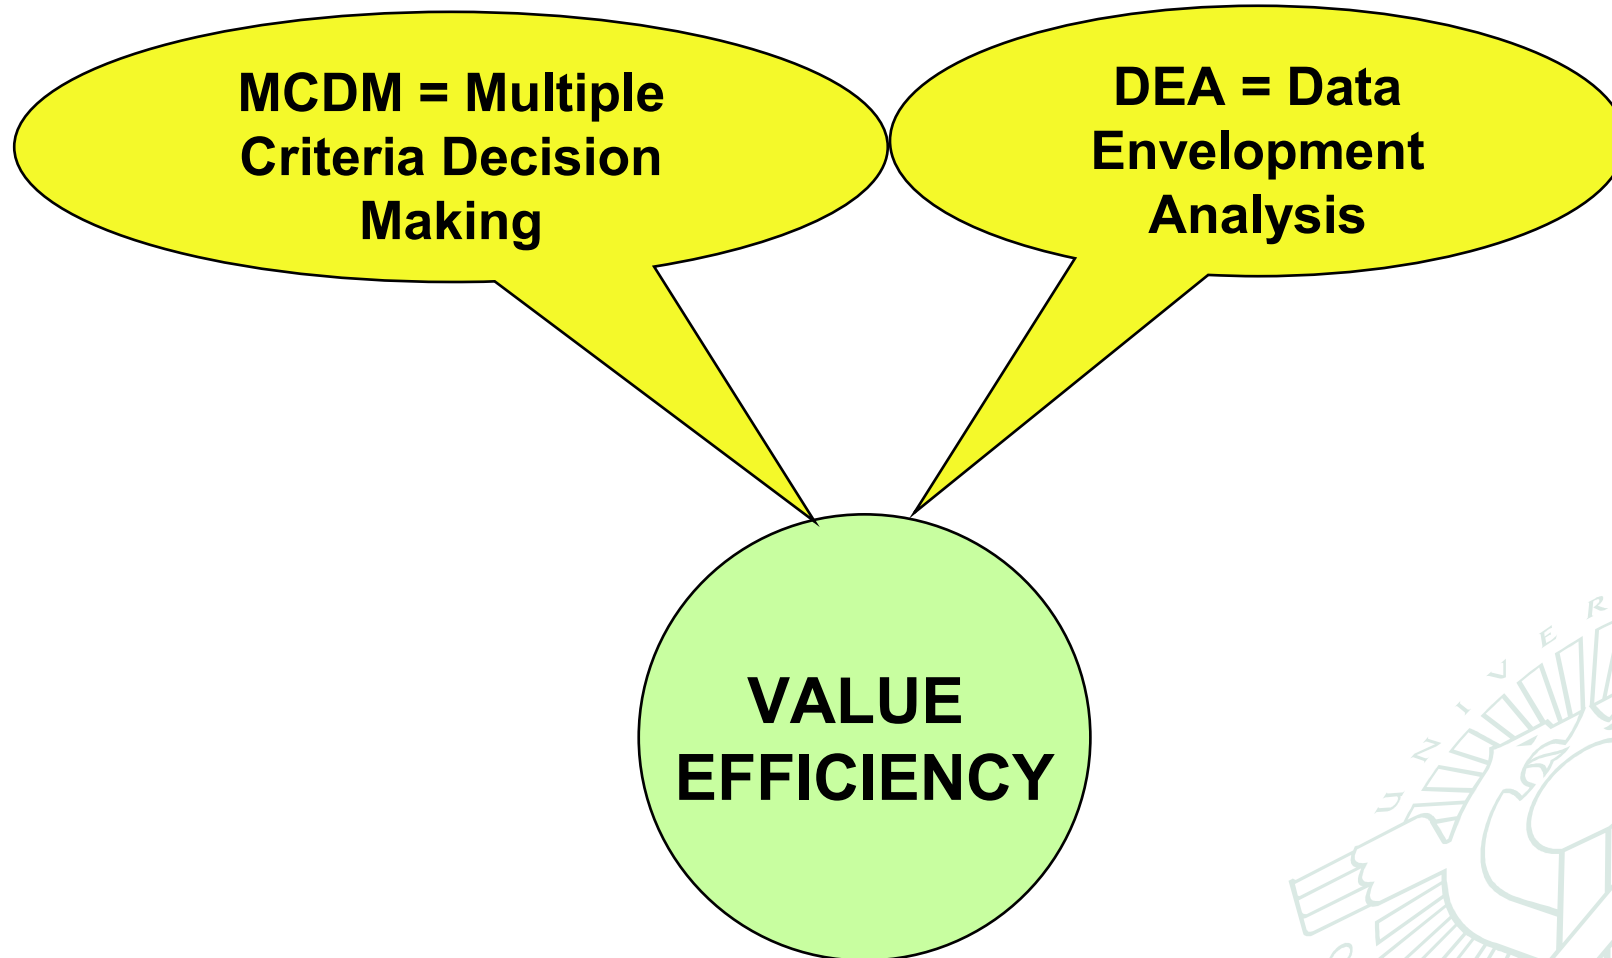 MCDM = Multiple
Criteria Decision
Making
DEA = Data
Envelopment
Analysis
VALUE
EFFICIENCY
U N I V E R